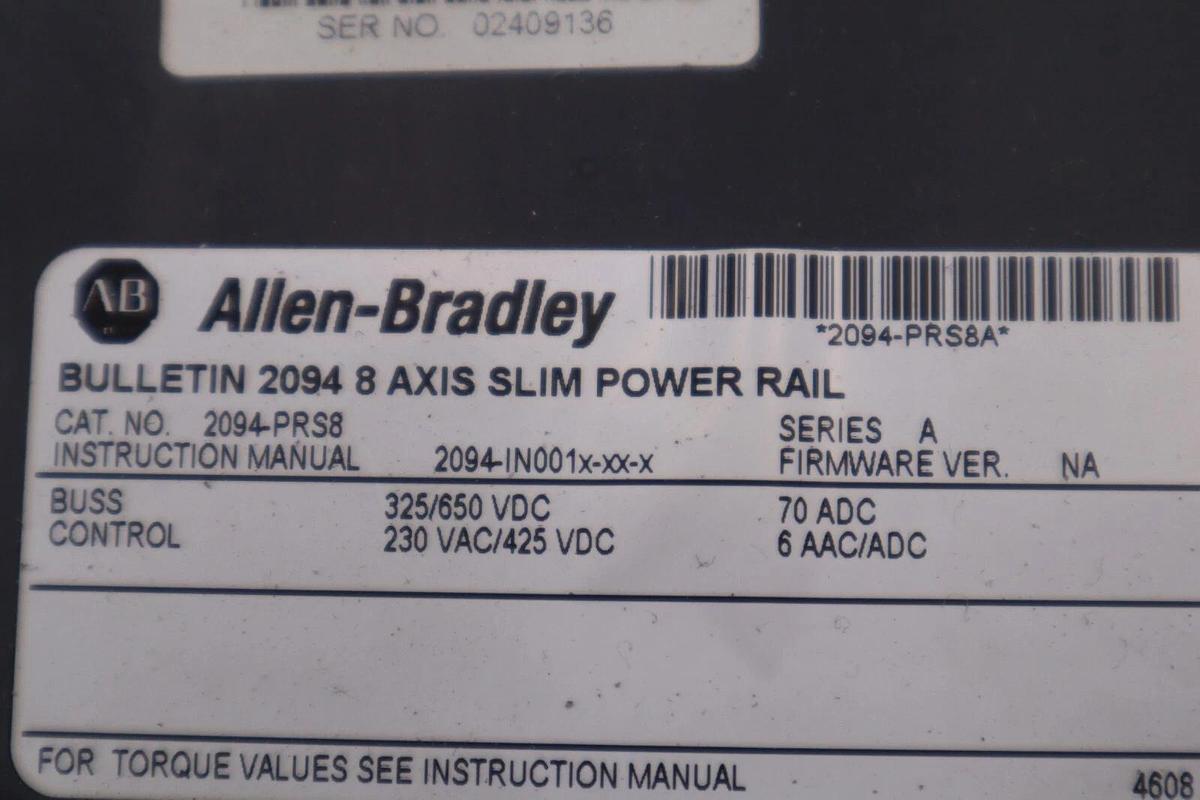 SER NO. 02409136
AB Allen-Bradley
*2094-PRS8A*
BULLETIN 2094 8 AXIS SLIM POWER RAIL
CAT. NO. 2094-PRS8 SERIES A
INSTRUCTION MANUAL 2094-IN001x-xx-x FIRMWARE VER. NA
BUSS 325/650 VDC 70 ADC
CONTROL 230 VAC/425 VDC 6 AAC/ADC
FOR TORQUE VALUES SEE INSTRUCTION MANUAL 4608